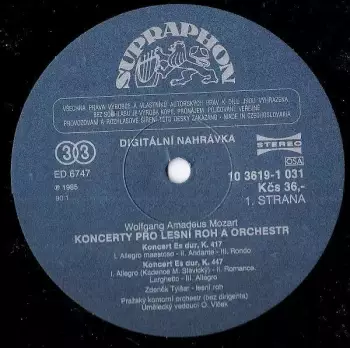 SUPRAPHON
VŠECHNA PRÁVA VÝROBCE A VLASTNÍKŮ AUTORSKÝCH PRÁV K DÍLU JSOU VYHRAZENA
BEZ SOUHLASU JE VÝROBA KOPIÍ, PRONÁJEM, PŮJČOVÁNÍ, VEŘEJNÉ
PROVOZOVÁNÍ A ROZHLASOVÉ ŠÍŘENÍ TÉTO DESKY ZAKÁZÁNO • MADE IN CZECHOSLOVAKIA
DIGITÁLNÍ NAHRÁVKA
33
STEREO
ED 6747
OSA
10 3619-1 031
Ⓟ 1985
Kčs 36,-
80 1
1. STRANA
Wolfgang Amadeus Mozart
KONCERTY PRO LESNÍ ROH A ORCHESTR
Koncert Es dur, K. 417
I. Allegro maestoso - II. Andante - III. Rondo
Koncert Es dur, K. 447
I. Allegro (Kadence M. Slavický) - II. Romance.
Larghetto - III. Allegro
Zdeněk Tylšar - lesní roh
Pražský komorní orchestr (bez dirigenta)
Umělecký vedoucí O. Vlček